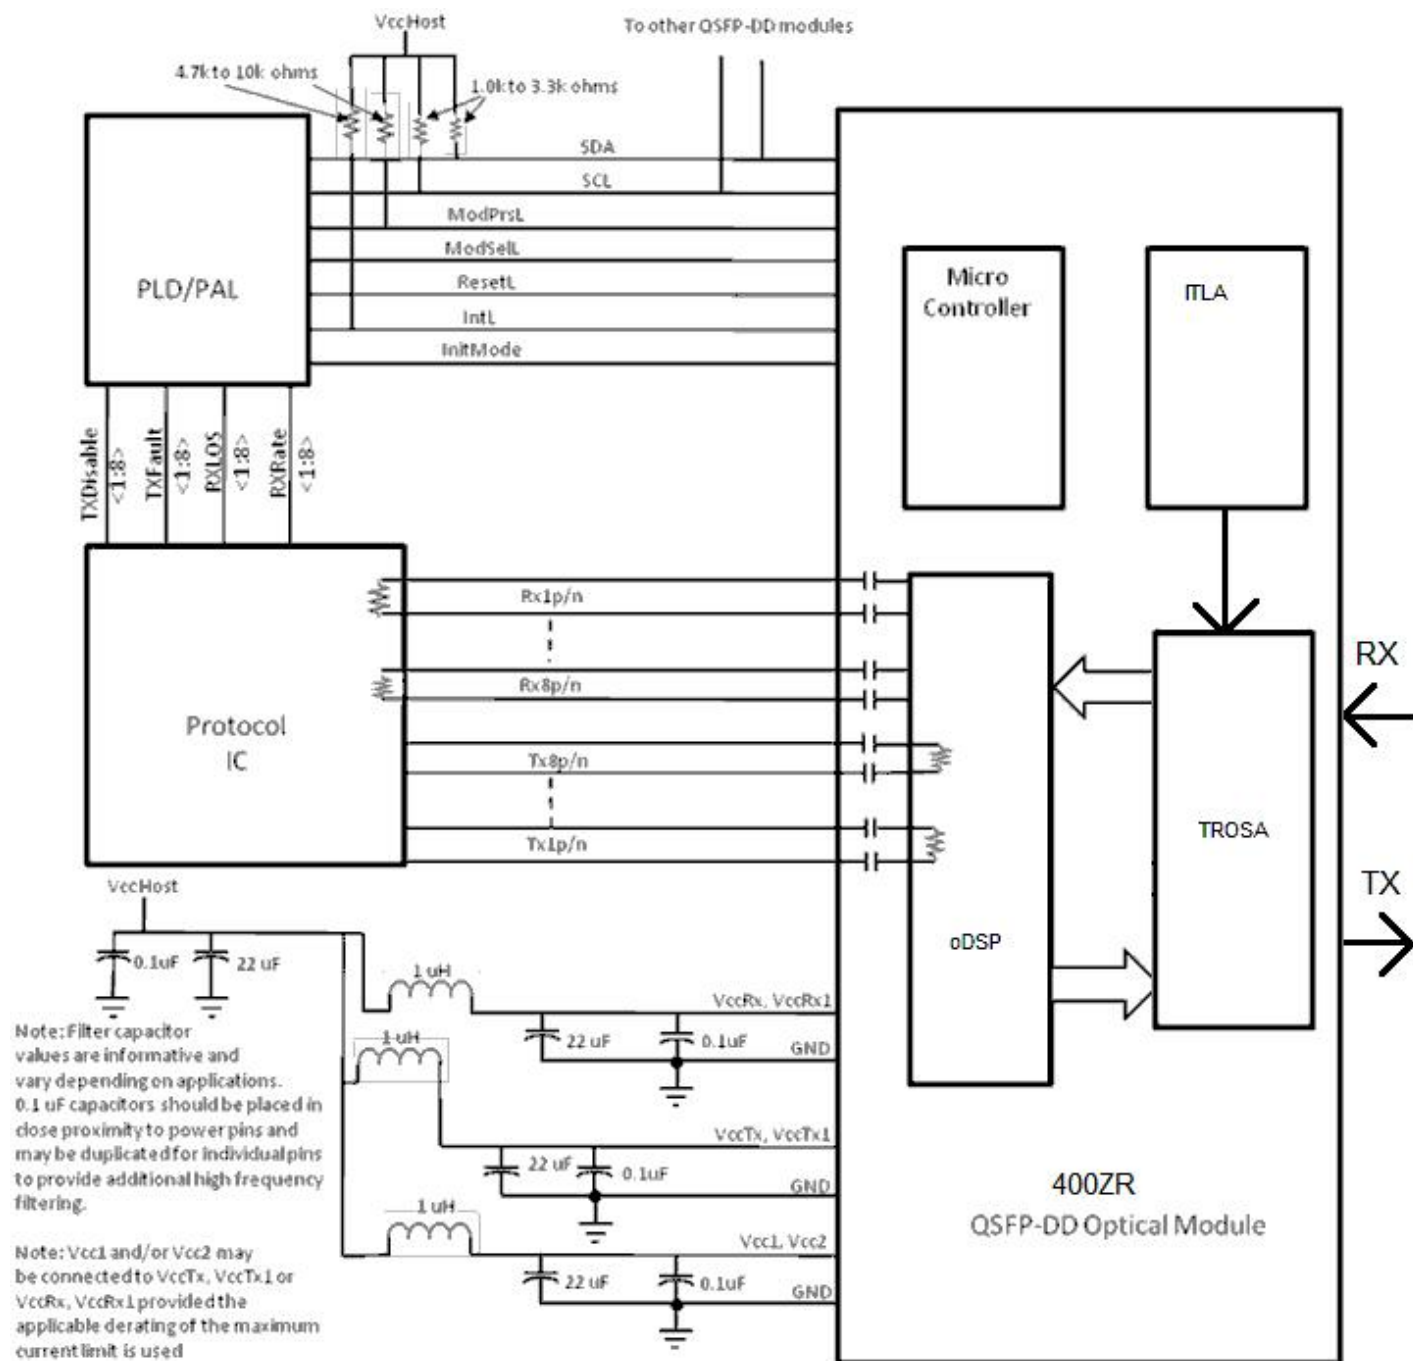 VccHost
To other QSFP-DD modules
4.7k to 10k ohms
1.0k to 3.3k ohms
SDA
SCL
ModPrsL
ModSelL
ResetL
IntL
InitMode
PLD/PAL
Micro
Controller
ITLA
TXDisable
<1:8>
TXFault
<1:8>
RXLOS
<1:8>
RXRate
<1:8>
Rx1p/n
Rx8p/n
Tx8p/n
Tx1p/n
Protocol
IC
oDSP
TROSA
RX
TX
VccHost
0.1uF
22 uF
1 uH
VccRx, VccRx1
22 uF
0.1uF
GND
1 uH
VccTx, VccTx1
22 uF
0.1uF
GND
1 uH
Vcc1, Vcc2
22 uF
0.1uF
GND
400ZR
QSFP-DD Optical Module
Note: Filter capacitor
values are informative and
vary depending on applications.
0.1 uF capacitors should be placed in
close proximity to power pins and
may be duplicated for individual pins
to provide additional high frequency
filtering.
Note: Vcc1 and/or Vcc2 may
be connected to VccTx, VccTx1 or
VccRx, VccRx1 provided the
applicable derating of the maximum
current limit is used